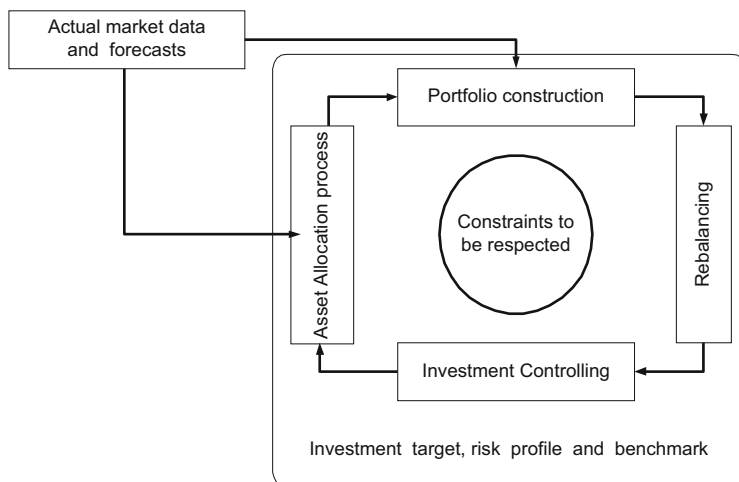 Actual market data
and forecasts
Portfolio construction
Asset Allocation process
Constraints to
be respected
Rebalancing
Investment Controlling
Investment target, risk profile and benchmark